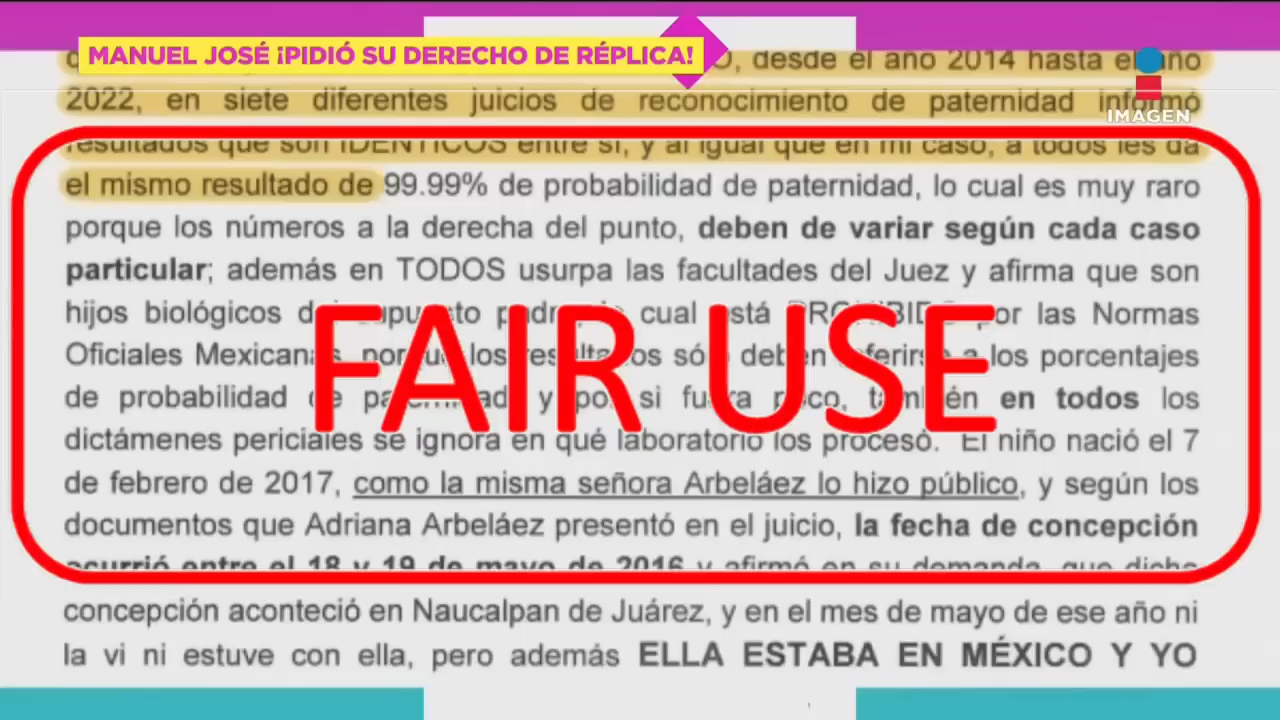 MANUEL JOSÉ ¡PIDIÓ SU DERECHO DE RÉPLICA!
desde el año 2014 hasta el año
IMAGEN
2022, en siete diferentes juicios de reconocimiento de paternidad informó
resultados que son IDÉNTICOS entre sí, y al igual que en mi caso, a todos les da
el mismo resultado de 99.99% de probabilidad de paternidad, lo cual es muy raro
porque los números a la derecha del punto, deben de variar según cada caso
particular; además en TODOS usurpa las facultades del Juez y afirma que son
hijos biológicos del supuesto padre, lo cual está PROHIBIDO por las Normas
Oficiales Mexicanas, porque los resultados sólo deben referirse a los porcentajes
de probabilidad de paternidad, y por si fuera poco, también en todos los
dictámenes periciales se ignora en qué laboratorio los procesó. El niño nació el 7
de febrero de 2017, como la misma señora Arbeláez lo hizo público, y según los
documentos que Adriana Arbeláez presentó en el juicio, la fecha de concepción
ocurrió entre el 18 y 19 de mayo de 2016 y afirmó en su demanda, que dicha
concepción aconteció en Naucalpan de Juárez, y en el mes de mayo de ese año ni
la vi ni estuve con ella, pero además ELLA ESTABA EN MÉXICO Y YO
FAIR USE